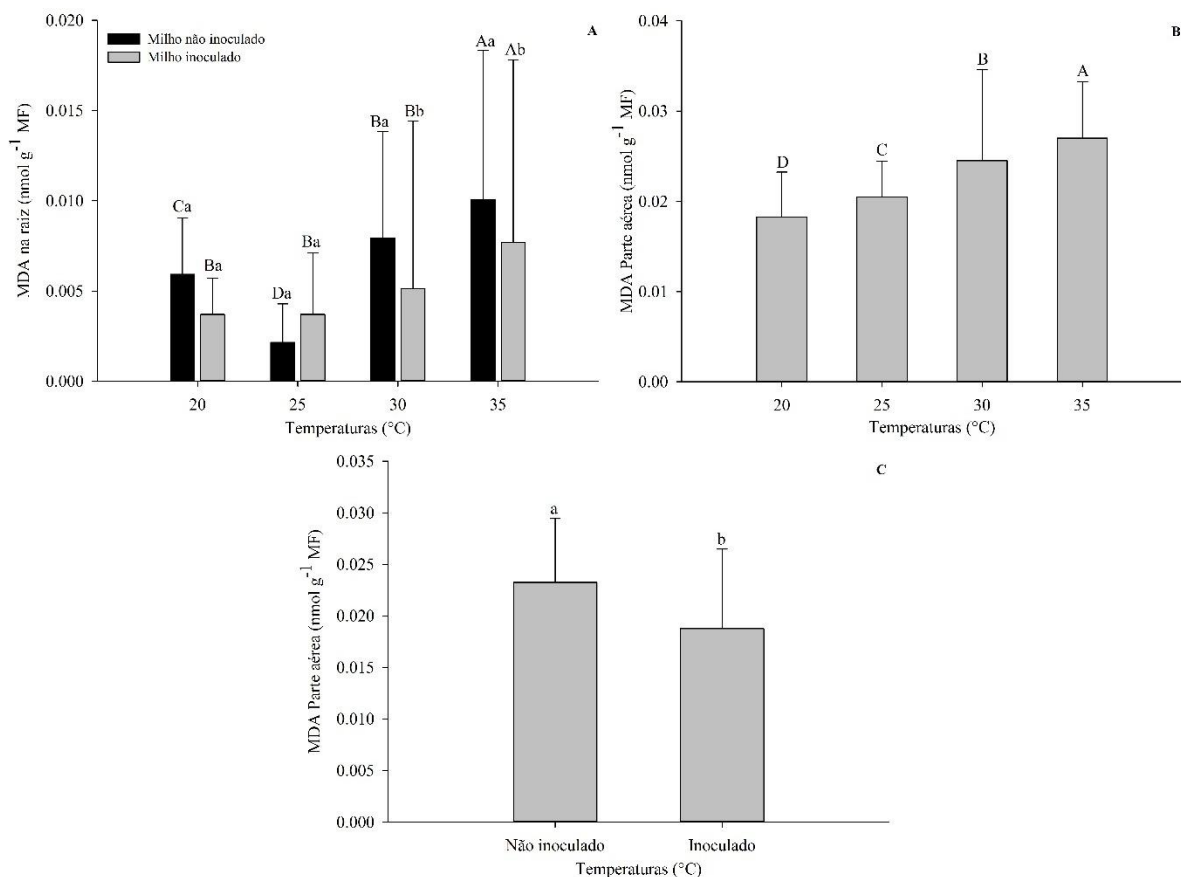 A
Milho não inoculado
Milho inoculado
MDA na raiz (nmol g⁻¹ MF)
0.020
0.015
0.010
0.005
0.000
Ca
Ba
Da
Ba
Ba
Bb
Aa
Ab
20
25
30
35
Temperaturas (°C)
B
MDA Parte aérea (nmol g⁻¹ MF)
0.04
0.03
0.02
0.01
0.00
D
C
B
A
20
25
30
35
Temperaturas (°C)
C
MDA Parte aérea (nmol g⁻¹ MF)
0.035
0.030
0.025
0.020
0.015
0.010
0.005
0.000
a
b
Não inoculado
Inoculado
Temperaturas (°C)